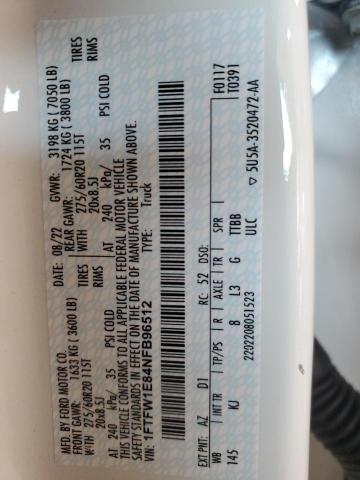 MFD. BY FORD MOTOR CO.
DATE: 08/22 GVWR: 3198 KG ( 7050 LB)
FRONT GAWR: 1633 KG (3600 LB) REAR GAWR: 1724 KG ( 3800 LB)
WITH 275/60R20 115T TIRES WITH 275/60R20 115T TIRES
20x8.5J RIMS 20x8.5J RIMS
AT 240 kPa/ 35 PSI COLD AT 240 kPa/ 35 PSI COLD
THIS VEHICLE CONFORMS TO ALL APPLICABLE FEDERAL MOTOR VEHICLE
SAFETY STANDARDS IN EFFECT ON THE DATE OF MANUFACTURE SHOWN ABOVE.
VIN: 1FTFW1E84NFB96512 TYPE: Truck
F0117
T0391
EXT PNT: AZ D1 RC: 52 DSO:
WB INT TR TP/PS R AXLE TR SPR
145 KJ 8 L3 G TTBB
2202208051523 ULC
5U5A-3520472-AA